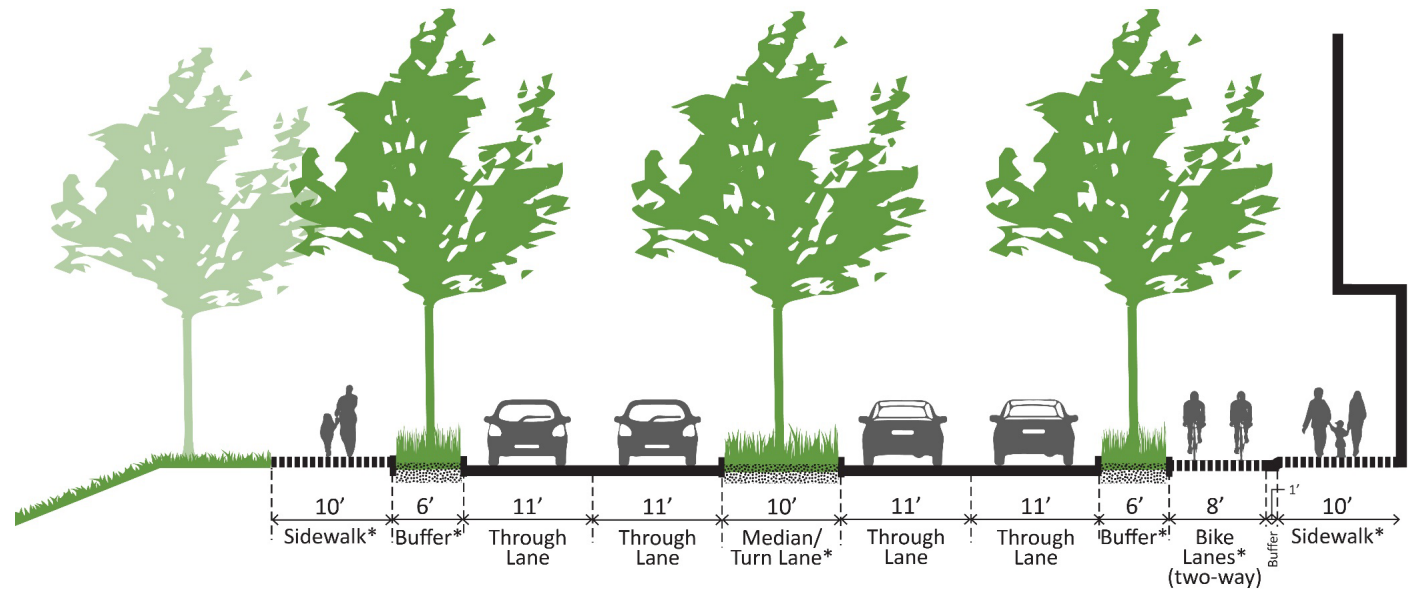 10’ 6’ 11’ 11’ 10’ 11’ 11’ 6’ 8’ 1’ 10’
Sidewalk* Buffer* Through Through Median/ Through Through Buffer* Bike Buffer Sidewalk*
Lane Lane Turn Lane* Lane Lane Lanes*
(two-way)